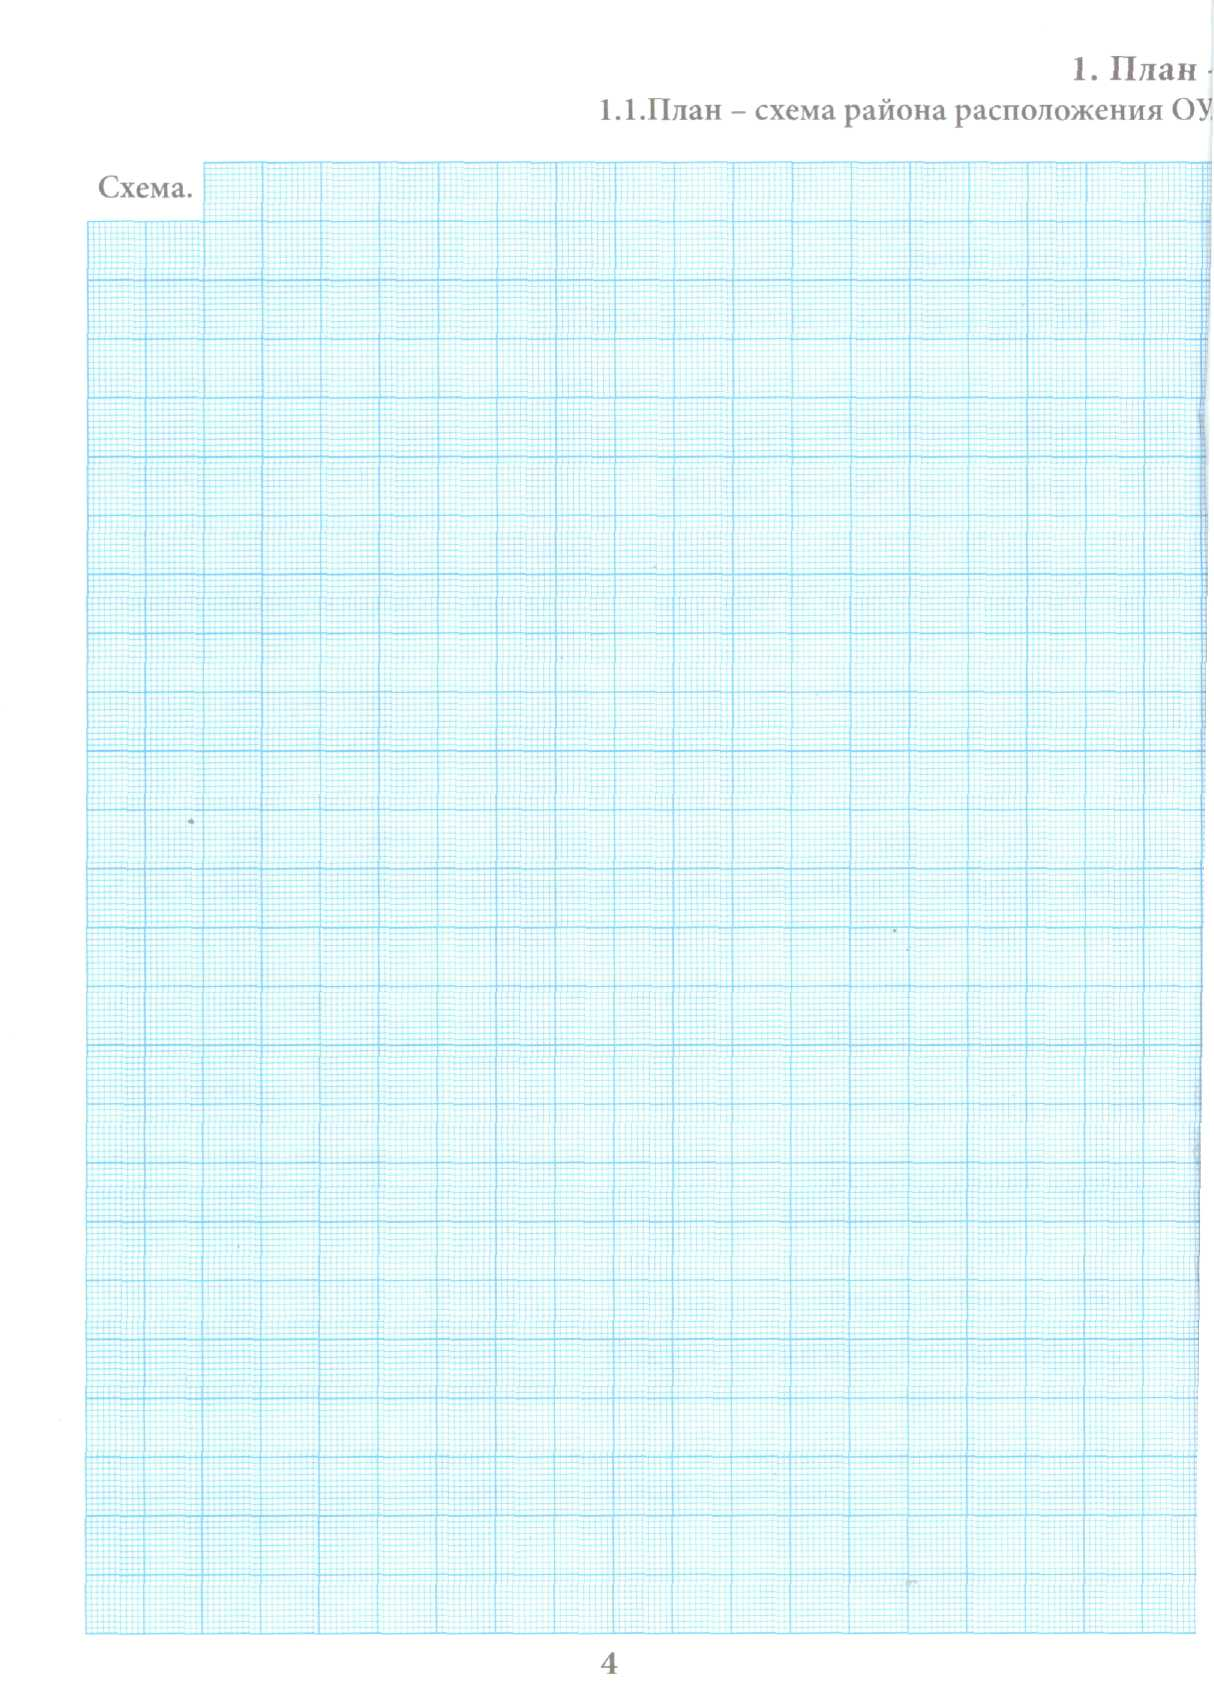 1. План -
1.1.План – схема района расположения ОУ
Схема.
4